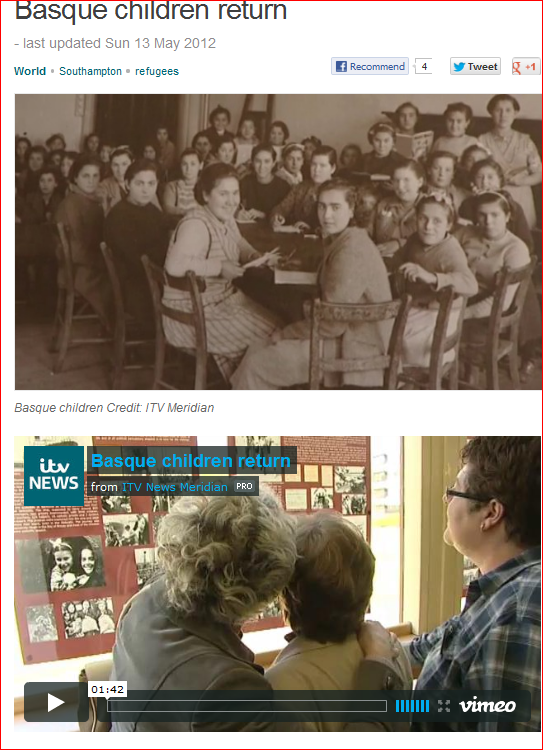 Basque children return
- last updated Sun 13 May 2012
World • Southampton • refugees
Recommend 4 Tweet +1
Basque children Credit: ITV Meridian
itv NEWS
Basque children return
from ITV News Meridian PRO
01:42
vimeo